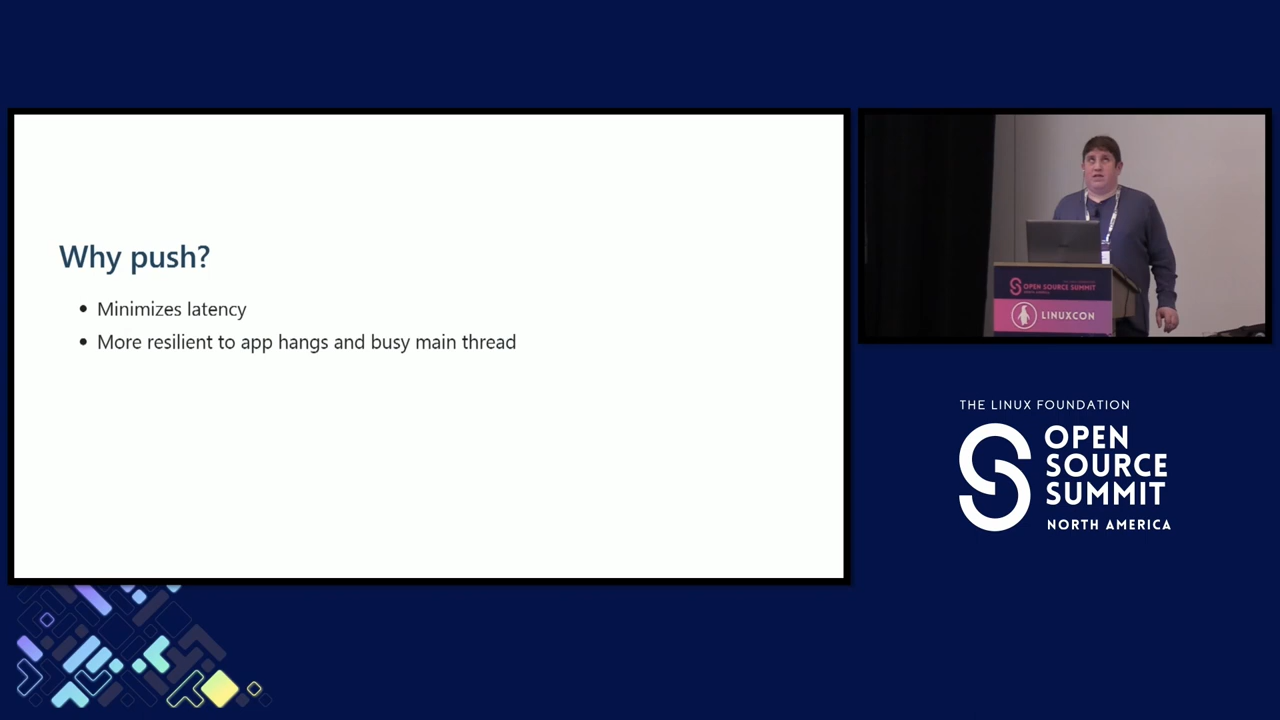 Why push?
• Minimizes latency
• More resilient to app hangs and busy main thread
OPEN SOURCE SUMMIT
LINUXCON
THE LINUX FOUNDATION
OPEN
SOURCE
SUMMIT
NORTH AMERICA